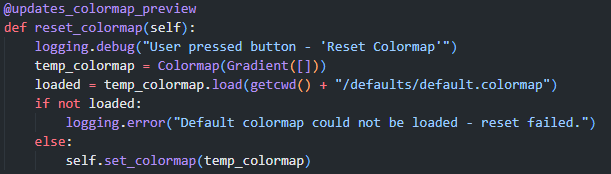 @updates_colormap_preview
def reset_colormap(self):
    logging.debug("User pressed button - 'Reset Colormap'")
    temp_colormap = Colormap(Gradient([]))
    loaded = temp_colormap.load(getcwd() + "/defaults/default.colormap")
    if not loaded:
        logging.error("Default colormap could not be loaded - reset failed.")
    else:
        self.set_colormap(temp_colormap)